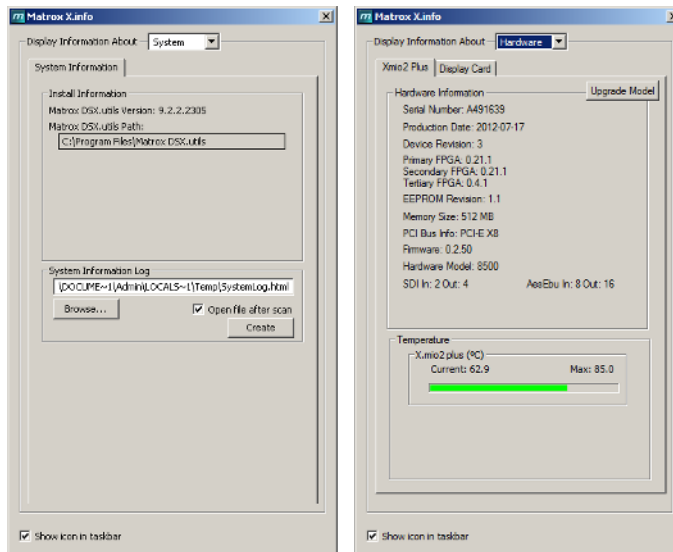 Matrox X.info
Display Information About System
System Information
Install Information
Matrox DSX.utils Version: 9.2.2.2305
Matrox DSX.utils Path:
C:\Program Files\Matrox DSX.utils
System Information Log
\DOCUME~1\Admin\LOCALS~1\Temp\SystemLog.html
Browse...
Open file after scan
Create
Show icon in taskbar
Matrox X.info
Display Information About Hardware
Xmio2 Plus Display Card
Hardware Information
Upgrade Model
Serial Number: A491639
Production Date: 2012-07-17
Device Revision: 3
Primary FPGA: 0.21.1
Secondary FPGA: 0.21.1
Tertiary FPGA: 0.4.1
EEPROM Revision: 1.1
Memory Size: 512 MB
PCI Bus Info: PCI-E X8
Firmware: 0.2.50
Hardware Model: 8500
SDI In: 2 Out: 4 AesEbu In: 8 Out: 16
Temperature
X.mio2 plus (ºC)
Current: 62.9 Max: 85.0
Show icon in taskbar